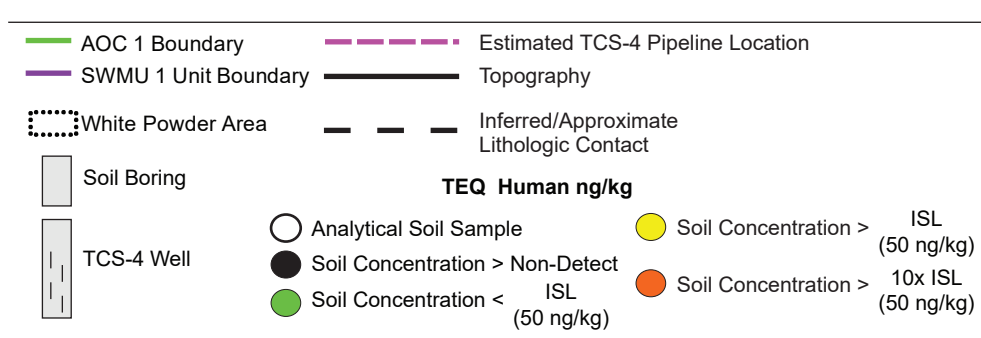 AOC 1 Boundary
SWMU 1 Unit Boundary
White Powder Area
Soil Boring
TCS-4 Well
Estimated TCS-4 Pipeline Location
Topography
Inferred/Approximate
Lithologic Contact
TEQ Human ng/kg
Analytical Soil Sample
Soil Concentration > Non-Detect
Soil Concentration < ISL
(50 ng/kg)
Soil Concentration > ISL
(50 ng/kg)
Soil Concentration > 10x ISL
(50 ng/kg)